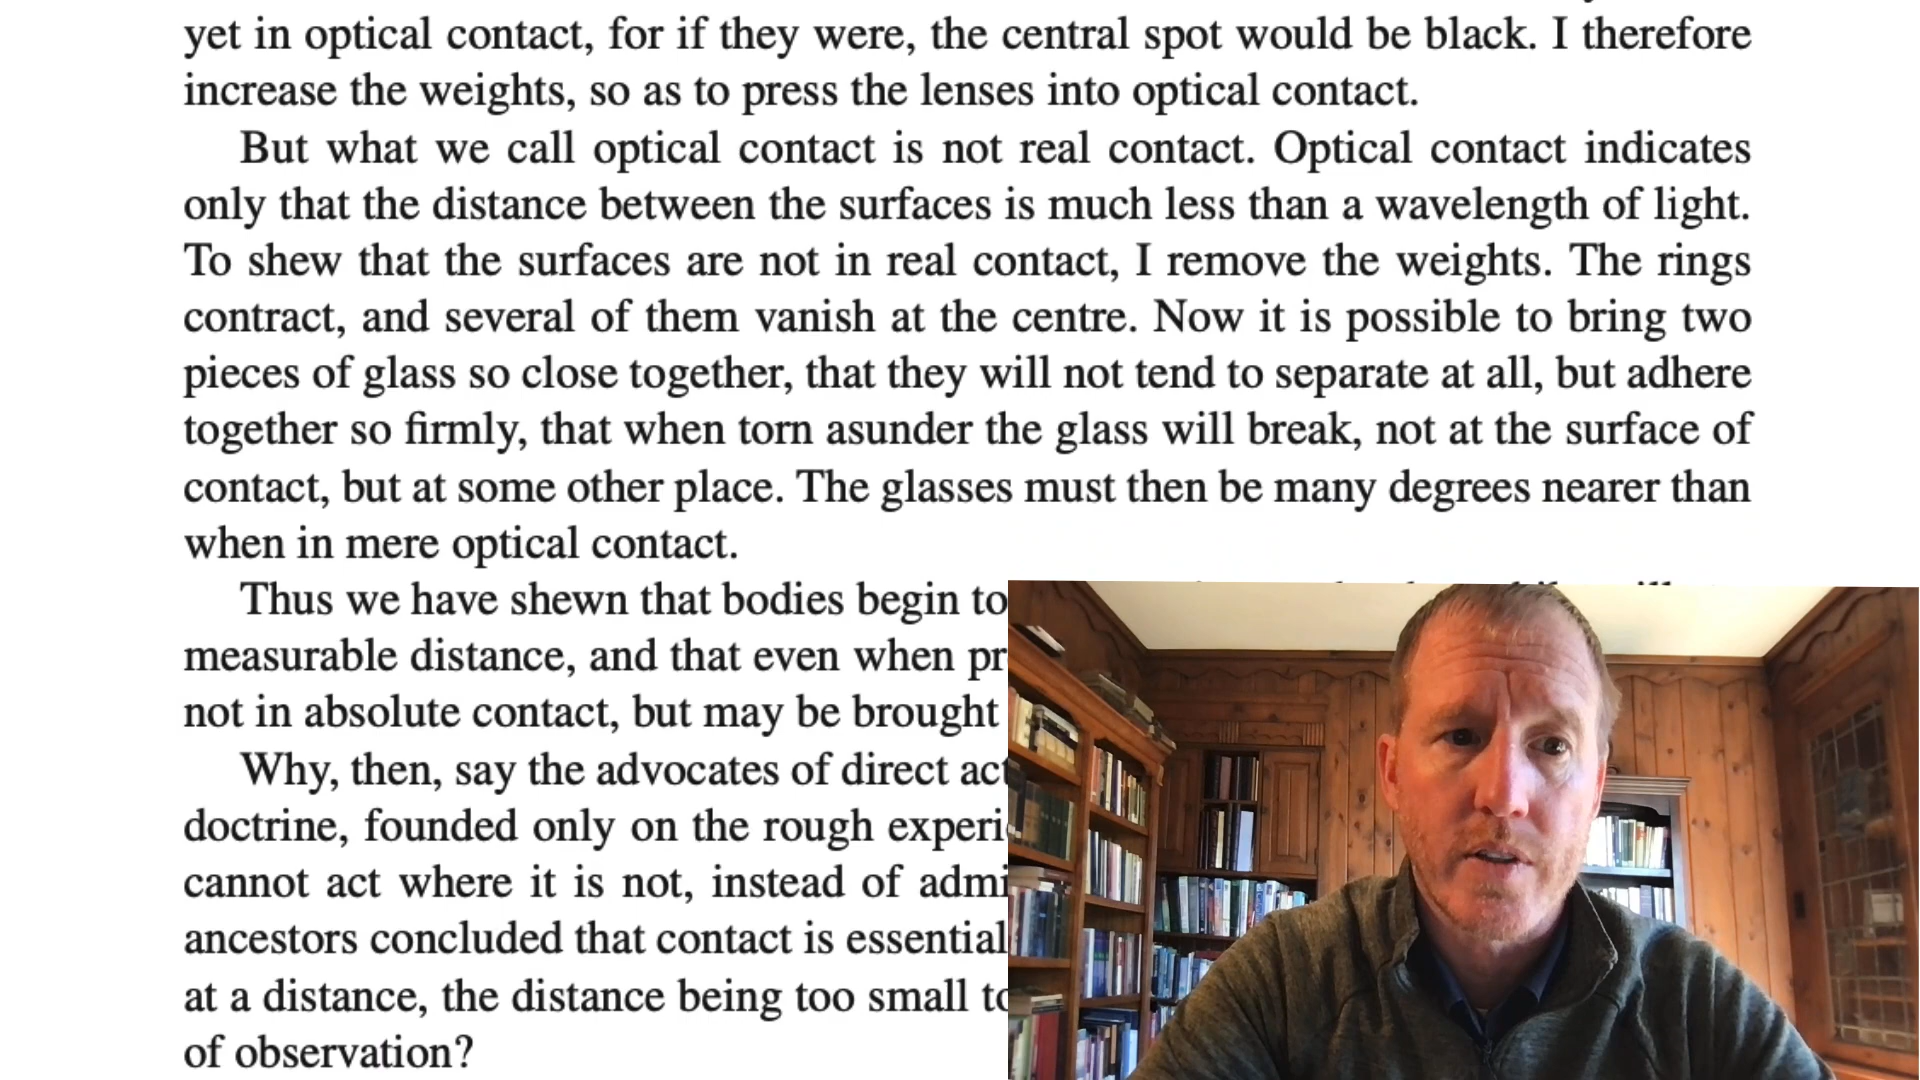 yet in optical contact, for if they were, the central spot would be black. I therefore
increase the weights, so as to press the lenses into optical contact.
But what we call optical contact is not real contact. Optical contact indicates
only that the distance between the surfaces is much less than a wavelength of light.
To shew that the surfaces are not in real contact, I remove the weights. The rings
contract, and several of them vanish at the centre. Now it is possible to bring two
pieces of glass so close together, that they will not tend to separate at all, but adhere
together so firmly, that when torn asunder the glass will break, not at the surface of
contact, but at some other place. The glasses must then be many degrees nearer than
when in mere optical contact.
Thus we have shewn that bodies begin to
measurable distance, and that even when pr
not in absolute contact, but may be brought
Why, then, say the advocates of direct act
doctrine, founded only on the rough experi
cannot act where it is not, instead of admi
ancestors concluded that contact is essential
at a distance, the distance being too small to
of observation?